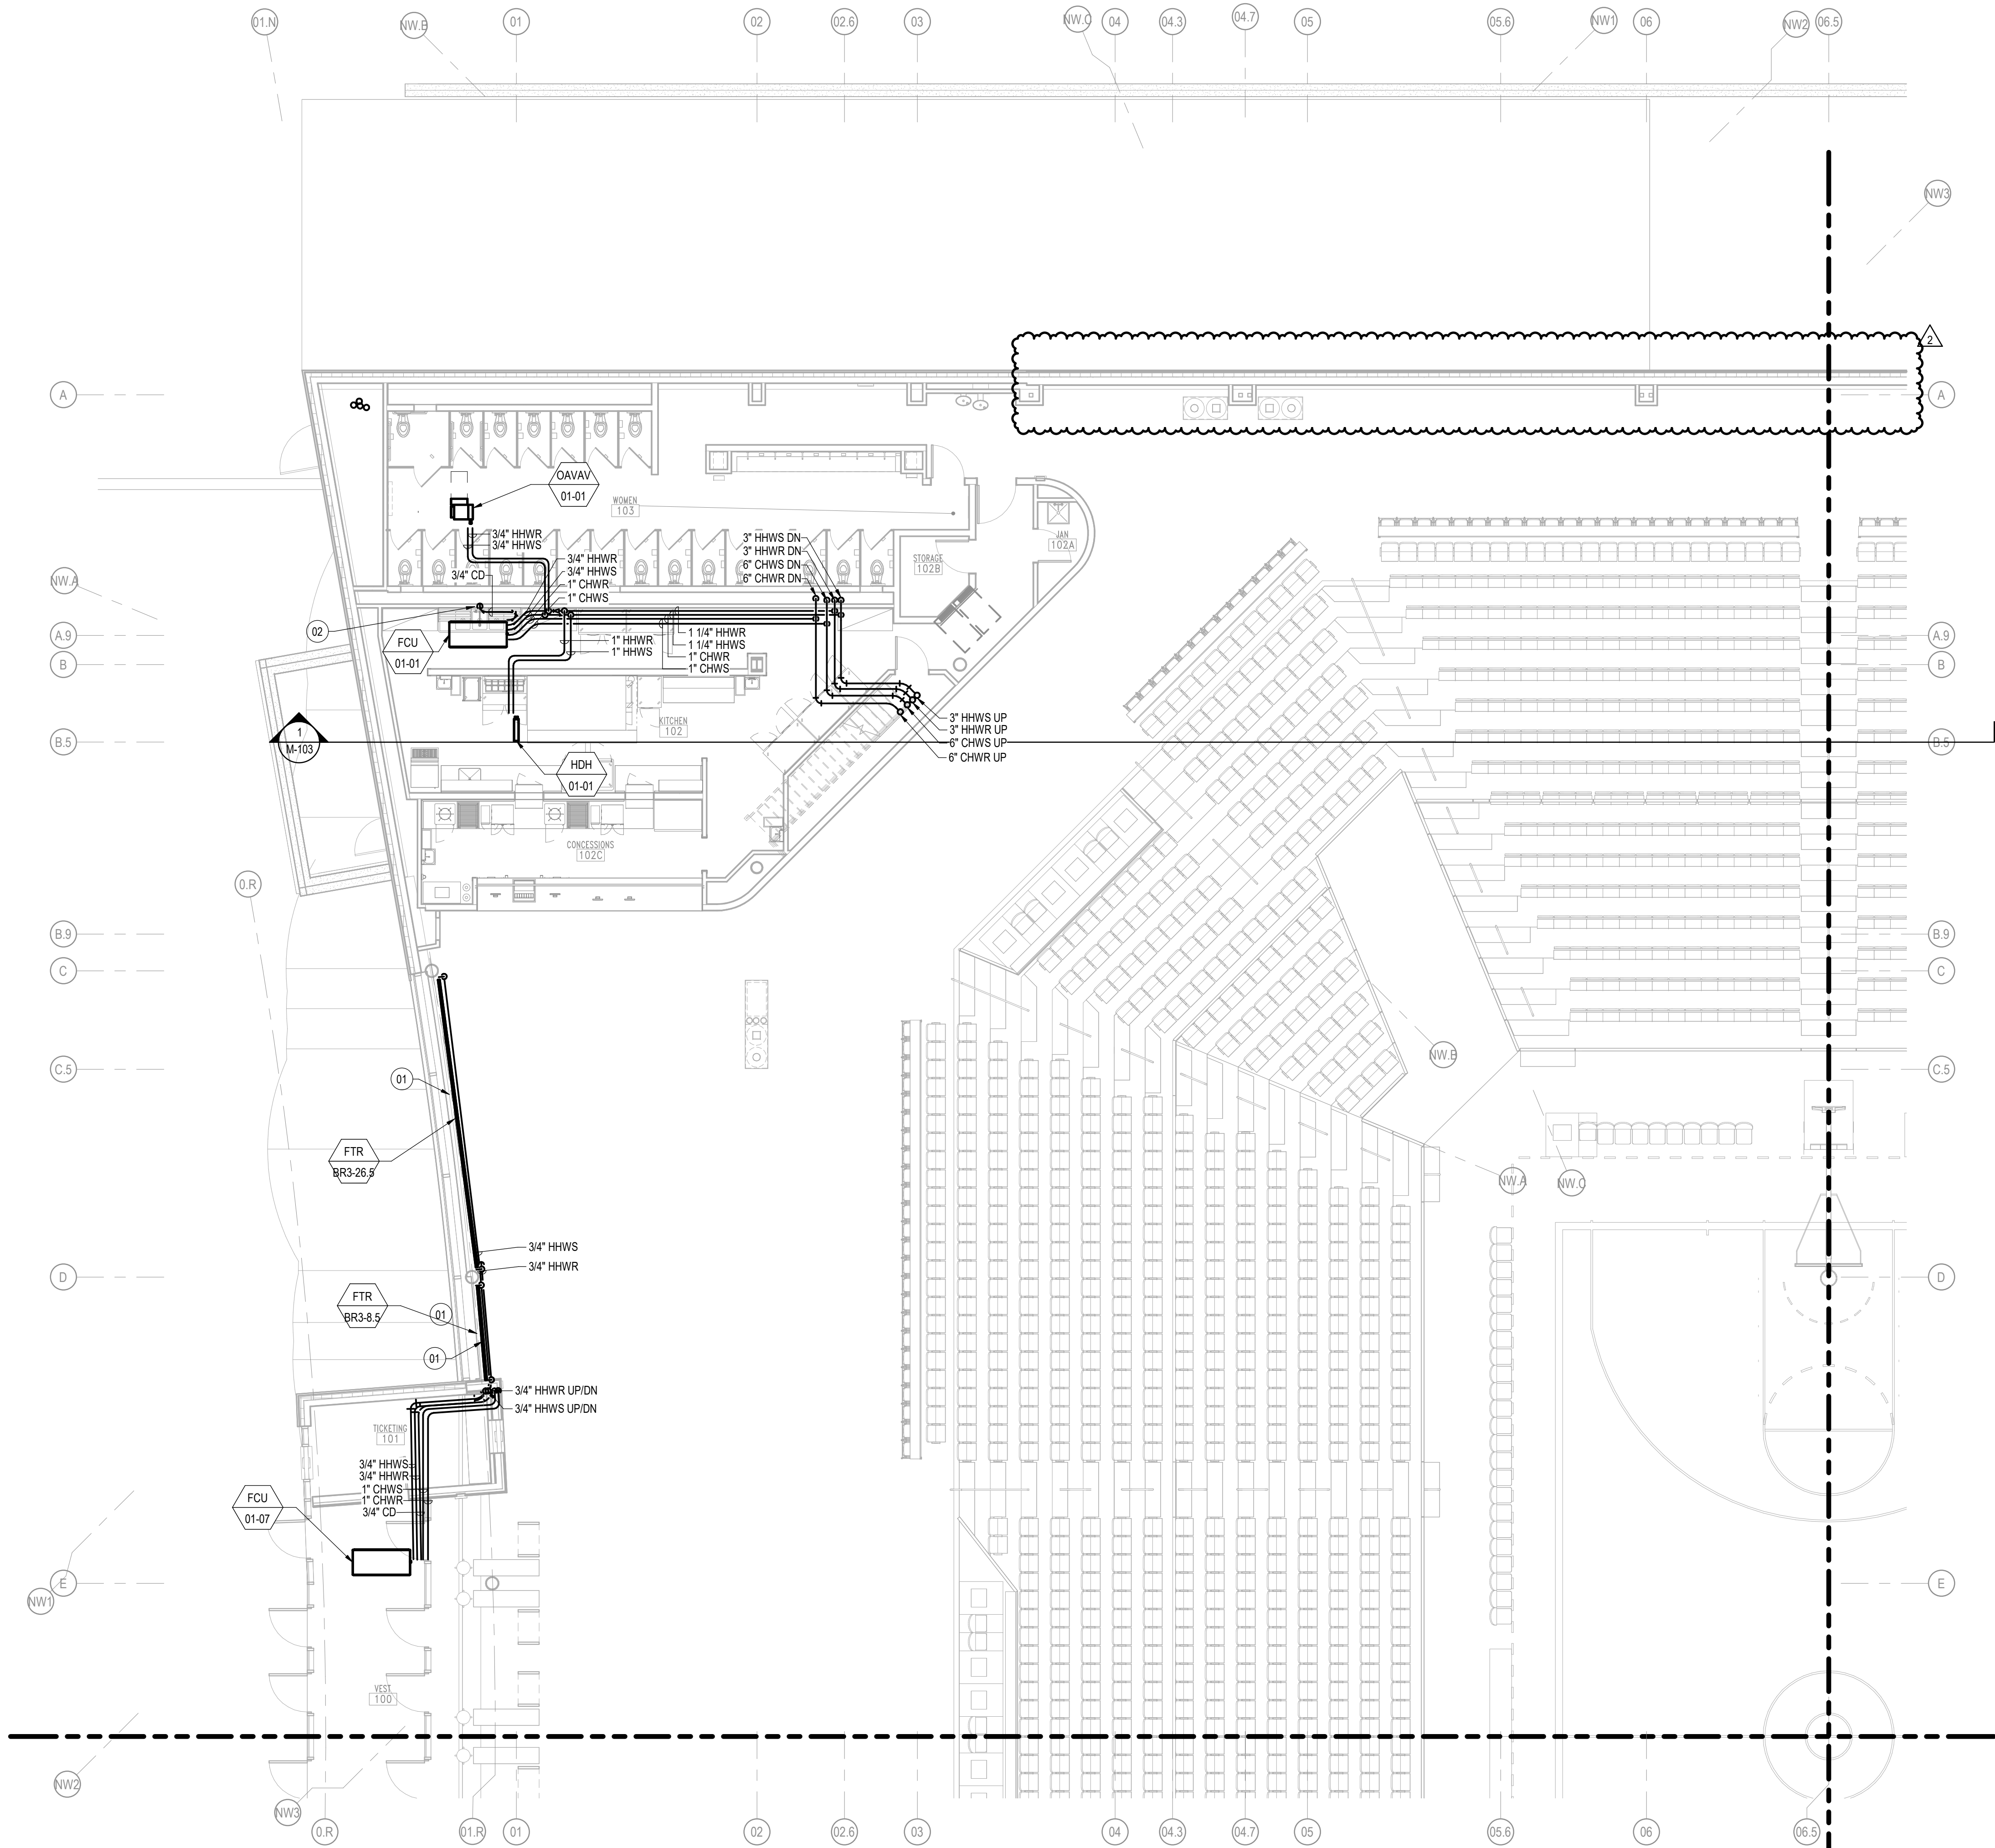 01.N
NW.B
01
02
02.6
03
NW.C
04
04.3
04.7
05
05.6
NW1
06
NW2
06.5
NW3
2
A
A
OAVAV
01-01
WOMEN
103
3/4" HHWR
3/4" HHWS
3/4" HHWR
3/4" HHWS
1" CHWR
1" CHWS
3/4" CD
3" HHWS DN
3" HHWR DN
6" CHWS DN
6" CHWR DN
STORAGE
102B
JAN
102A
NW.A
02
A.9
A.9
FCU
01-01
1" HHWR
1" HHWS
1 1/4" HHWR
1 1/4" HHWS
1" CHWR
1" CHWS
B
B
KITCHEN
102
3" HHWS UP
3" HHWR UP
6" CHWS UP
6" CHWR UP
1
M-103
B.5
B.5
HDH
01-01
CONCESSIONS
102C
0.R
B.9
B.9
C
C
C.5
C.5
01
NW.B
FTR
BR3-26.5
NW.A
NW.C
3/4" HHWS
3/4" HHWR
D
D
FTR
BR3-8.5
01
01
3/4" HHWR UP/DN
3/4" HHWS UP/DN
TICKETING
101
3/4" HHWS
3/4" HHWR
1" CHWS
1" CHWR
3/4" CD
FCU
01-07
E
E
NW1
VEST.
100
NW2
NW3
0.R
01.R
01
02
02.6
03
04
04.3
04.7
05
05.6
06
06.5